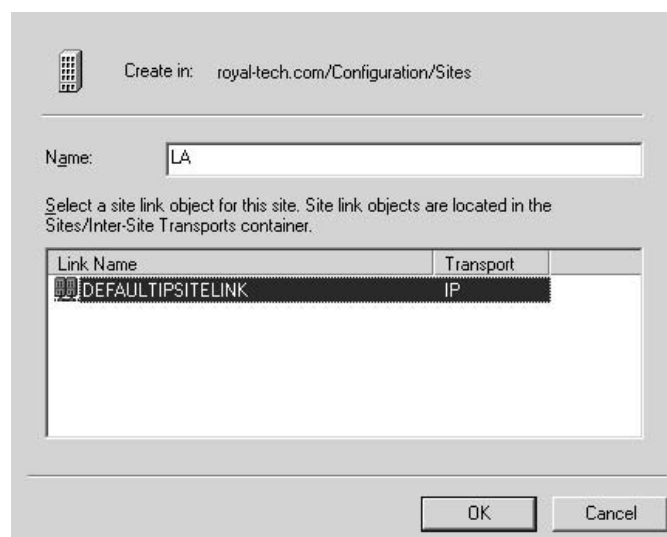 Create in: royal-tech.com/Configuration/Sites
Name: LA
Select a site link object for this site. Site link objects are located in the
Sites/Inter-Site Transports container.
Link Name Transport
DEFAULTIPSITELINK IP
OK Cancel